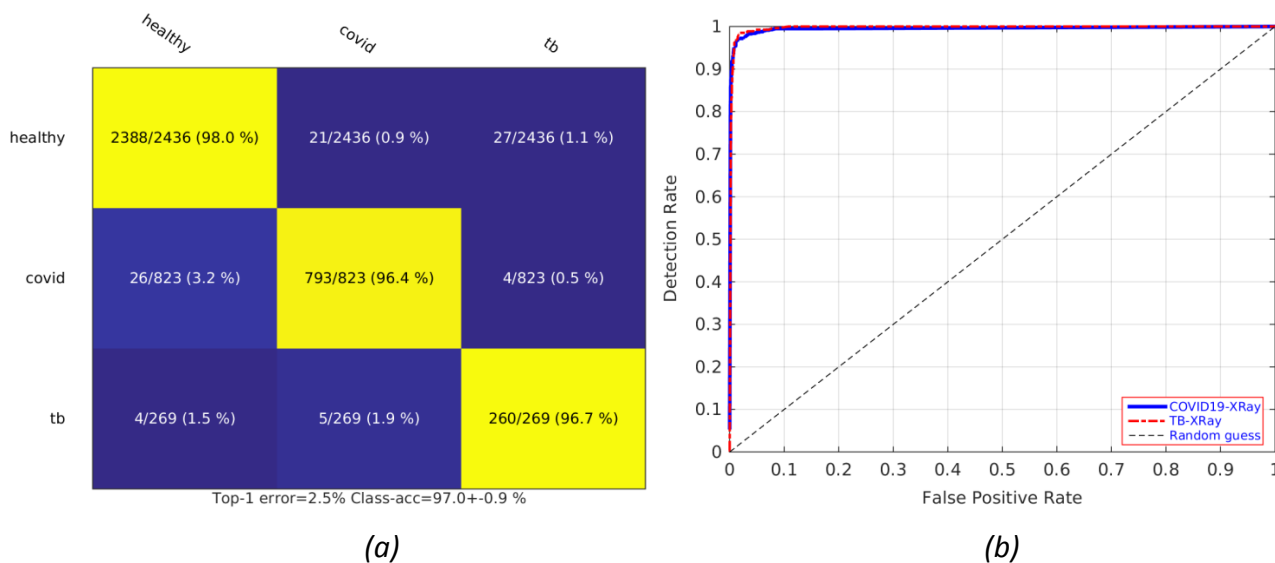 healthy
covid
tb
healthy
2388/2436 (98.0 %)
21/2436 (0.9 %)
27/2436 (1.1 %)
covid
26/823 (3.2 %)
793/823 (96.4 %)
4/823 (0.5 %)
tb
4/269 (1.5 %)
5/269 (1.9 %)
260/269 (96.7 %)
Top-1 error=2.5% Class-acc=97.0+-0.9 %
(a)
Detection Rate
1
0.9
0.8
0.7
0.6
0.5
0.4
0.3
0.2
0.1
0
COVID19-XRay
TB-XRay
Random guess
0
0.1
0.2
0.3
0.4
0.5
0.6
0.7
0.8
0.9
1
False Positive Rate
(b)